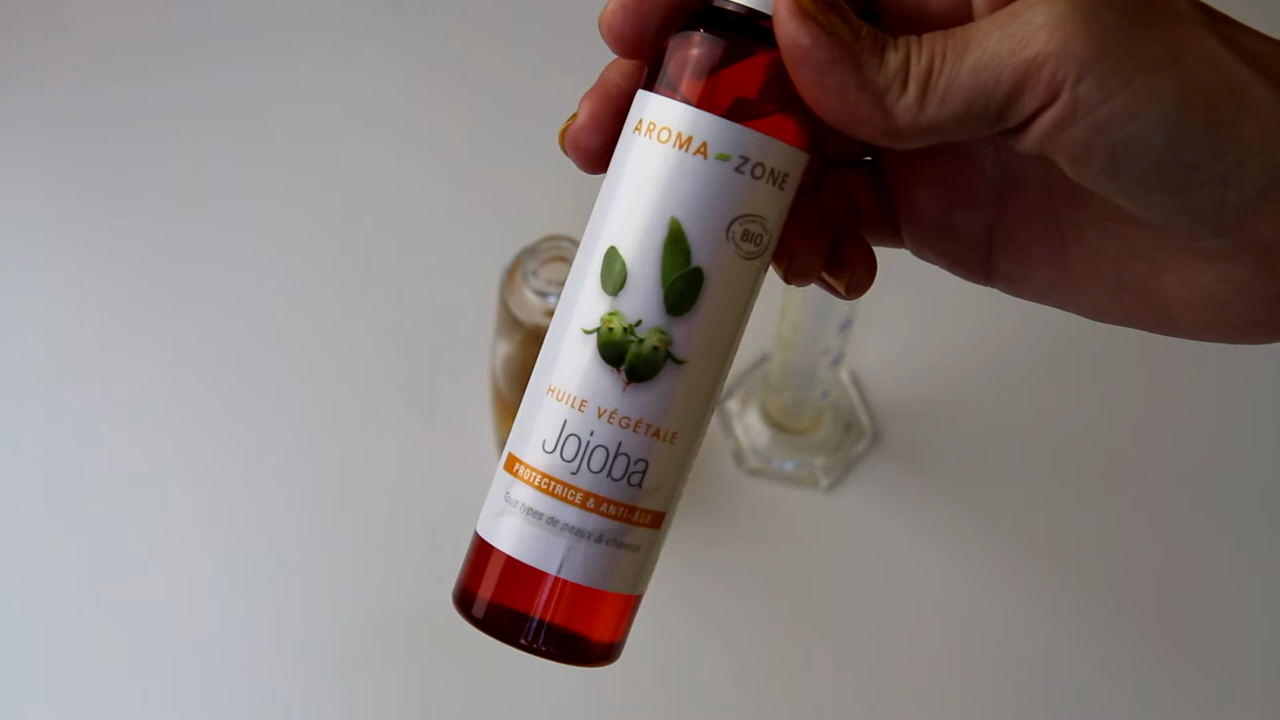 AROMA-ZONE
BIO
HUILE VÉGÉTALE
Jojoba
PROTECTRICE & ANTI-ÂGE
Tous types de peaux & cheveux